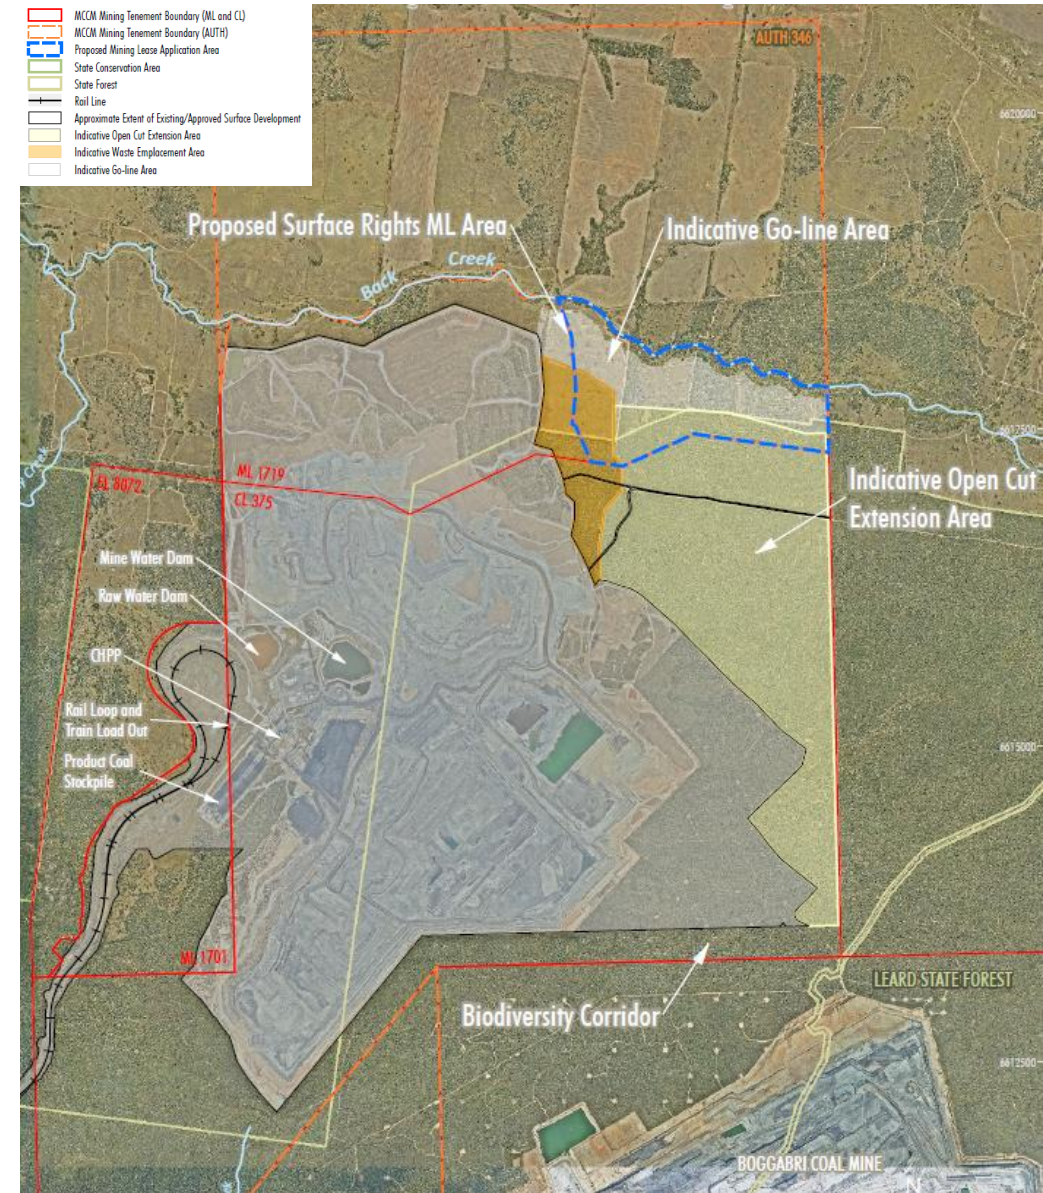 MCCM Mining Tenement Boundary (ML and CL)
MCCM Mining Tenement Boundary (AUTH)
Proposed Mining Lease Application Area
State Conservation Area
State Forest
Rail Line
Approximate Extent of Existing/Approved Surface Development
Indicative Open Cut Extension Area
Indicative Waste Emplacement Area
Indicative Go-line Area
AUTH 346
6620000
Proposed Surface Rights ML Area
Indicative Go-line Area
Back Creek
6617500
Creek
EL 8072
ML 1719
CL 375
Indicative Open Cut
Extension Area
Mine Water Dam
Raw Water Dam
CHPP
Rail Loop and
Train Load Out
Product Coal
Stockpile
6615000
ML 1701
LEARD STATE FOREST
Biodiversity Corridor
6612500
BOGGABRI COAL MINE
N